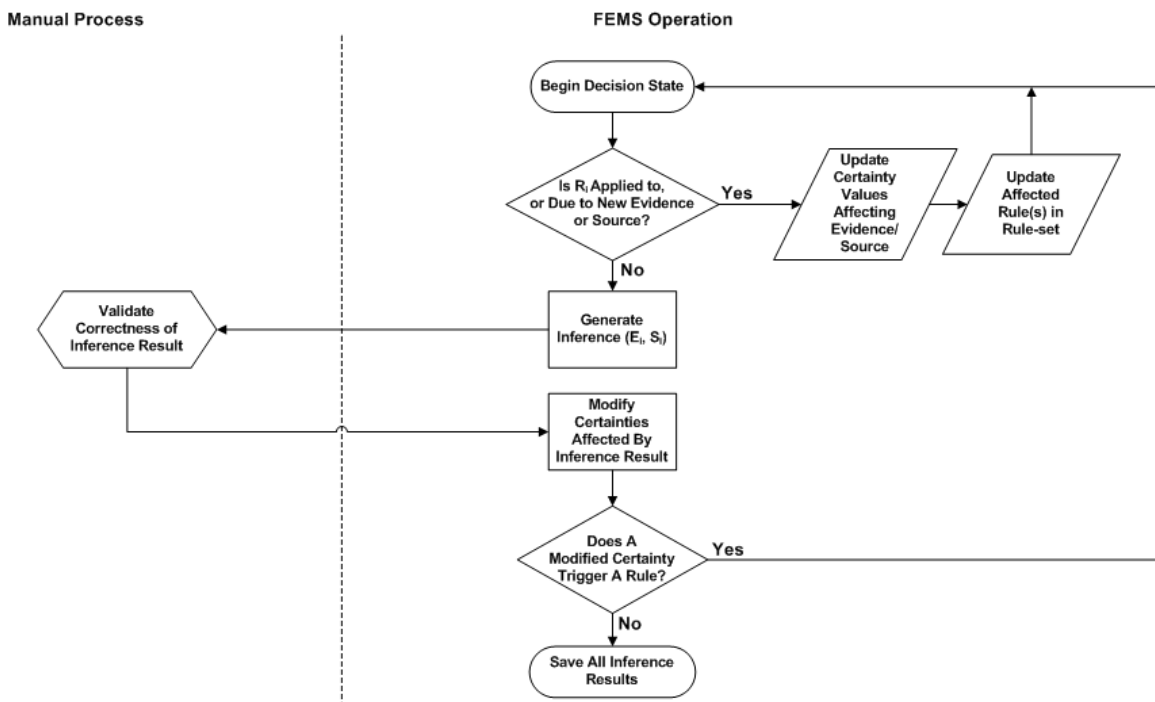 Manual Process
FEMS Operation
Begin Decision State
Is Rᵢ Applied to,
or Due to New Evidence
or Source?
Yes
Update
Certainty
Values
Affecting
Evidence/
Source
Update
Affected
Rule(s) in
Rule-set
No
Generate
Inference (Eᵢ, Sᵢ)
Validate
Correctness of
Inference Result
Modify
Certainties
Affected By
Inference Result
Does A
Modified Certainty
Trigger A Rule?
Yes
No
Save All Inference
Results